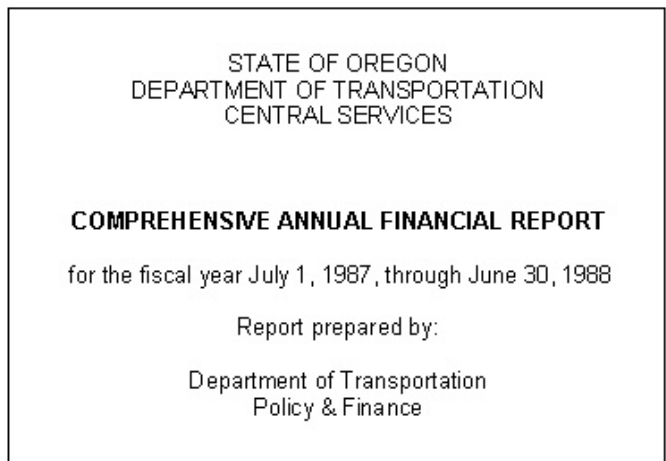 STATE OF OREGON
DEPARTMENT OF TRANSPORTATION
CENTRAL SERVICES
COMPREHENSIVE ANNUAL FINANCIAL REPORT
for the fiscal year July 1, 1987, through June 30, 1988
Report prepared by:
Department of Transportation
Policy & Finance